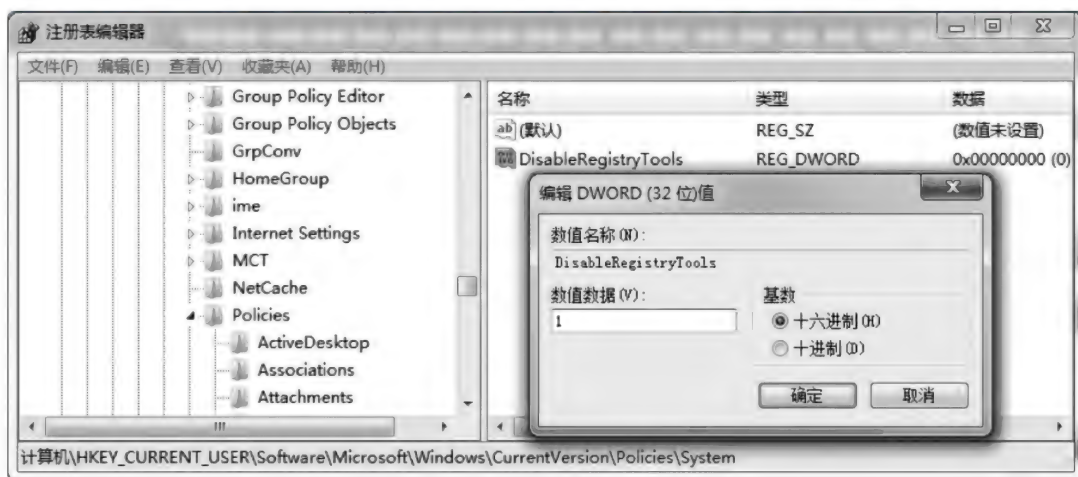 注册表编辑器
文件(F) 编辑(E) 查看(V) 收藏夹(A) 帮助(H)
Group Policy Editor
Group Policy Objects
GrpConv
HomeGroup
ime
Internet Settings
MCT
NetCache
Policies
ActiveDesktop
Associations
Attachments
名称 类型 数据
(默认) REG_SZ (数值未设置)
DisableRegistryTools REG_DWORD 0x00000000 (0)
编辑 DWORD (32 位)值
数值名称(N):
DisableRegistryTools
数值数据(V): 基数
1 十六进制(H)
十进制(D)
确定 取消
计算机\HKEY_CURRENT_USER\Software\Microsoft\Windows\CurrentVersion\Policies\System